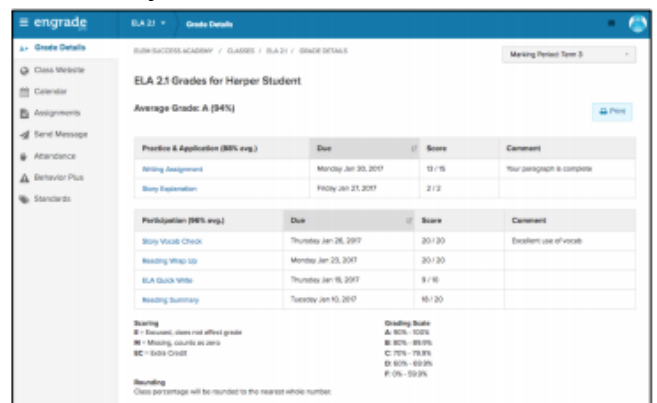 engrade
ELA 2.1
Grade Details
Grade Details
Class Website
Calendar
Assignments
Send Message
Attendance
Behavior Plus
Standards
ELEM SUCCESS ACADEMY / CLASSES / ELA 2.1 / GRADE DETAILS
Marking Period: Term 3
ELA 2.1 Grades for Harper Student
Average Grade: A (94%)
Print
Practice & Application (88% avg.) Due Score Comment
Writing Assignment Monday Jan 30, 2017 13 / 15 Your paragraph is complete
Story Explanation Friday Jan 27, 2017 2 / 2
Participation (96% avg.) Due Score Comment
Story Vocab Check Thursday Jan 26, 2017 20 / 20 Excellent use of vocab
Reading Wrap Up Monday Jan 23, 2017 20 / 20
ELA Quick Write Thursday Jan 19, 2017 9 / 10
Reading Summary Tuesday Jan 10, 2017 18 / 20
Scoring
E = Excused, does not affect grade
M = Missing, counts as zero
EC = Extra Credit
Grading Scale
A: 90% - 100%
B: 80% - 89.9%
C: 70% - 79.9%
D: 60% - 69.9%
F: 0% - 59.9%
Rounding
Class percentage will be rounded to the nearest whole number.